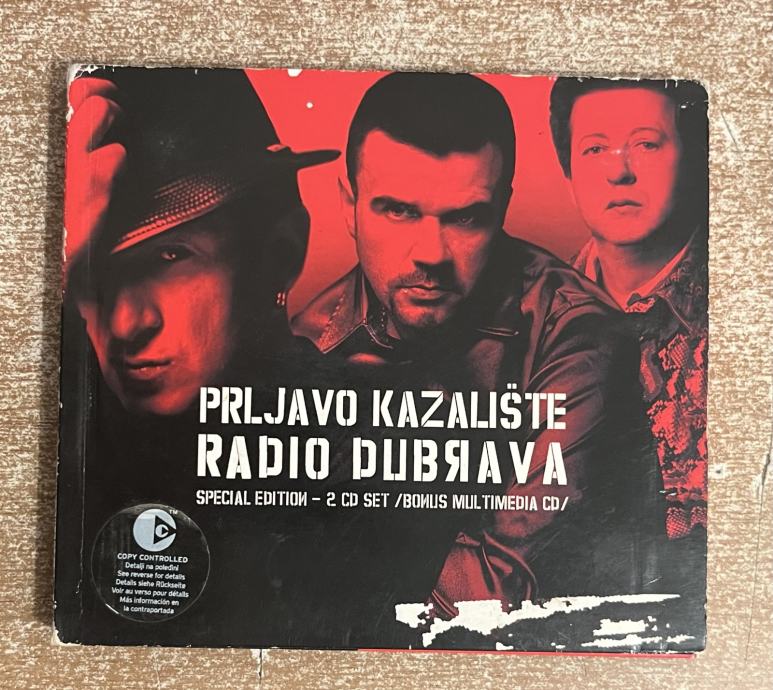 PRLJAVO KAZALIŠTE
RADIO DUBRAVA
SPECIAL EDITION - 2 CD SET /BONUS MULTIMEDIA CD/
TM
C
COPY CONTROLLED
Detalji na poleđini
See reverse for details
Details siehe Rückseite
Voir au verso pour détails
Más información en
la contraportada